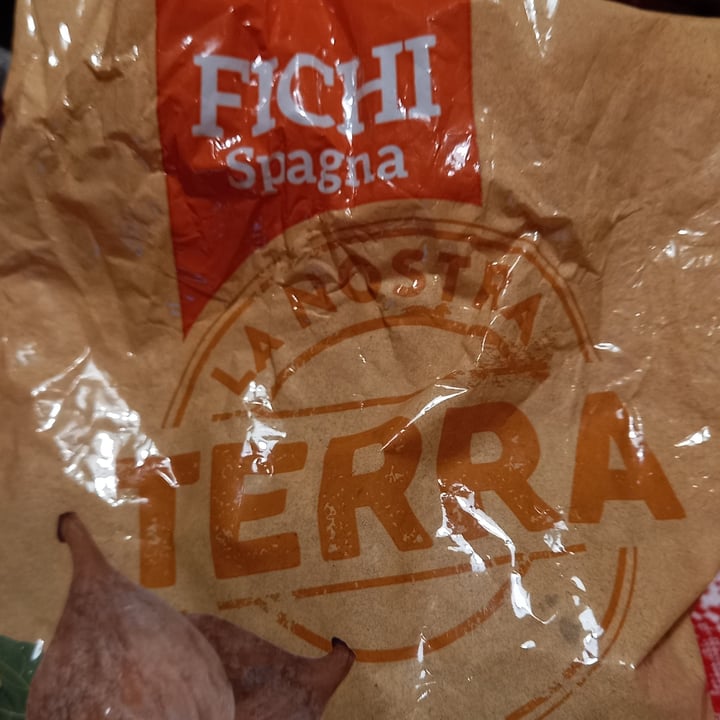 FICHI
Spagna
LA NOSTRA
TERRA